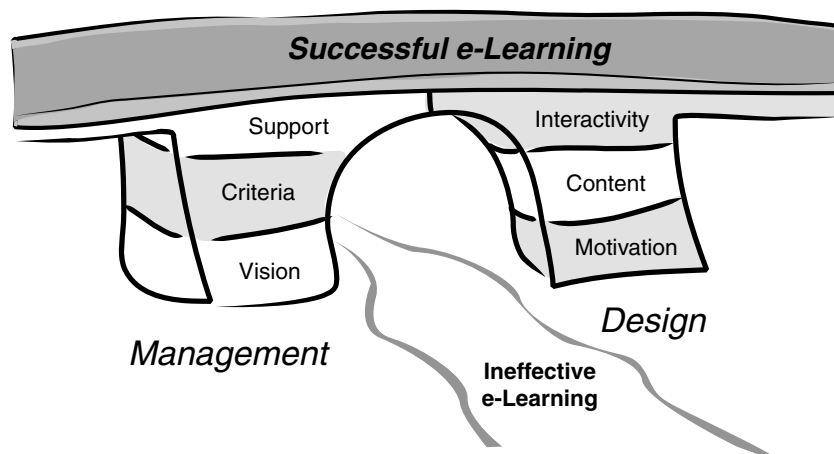 Successful e-Learning
Support
Criteria
Vision
Management
Interactivity
Content
Motivation
Design
Ineffective
e-Learning